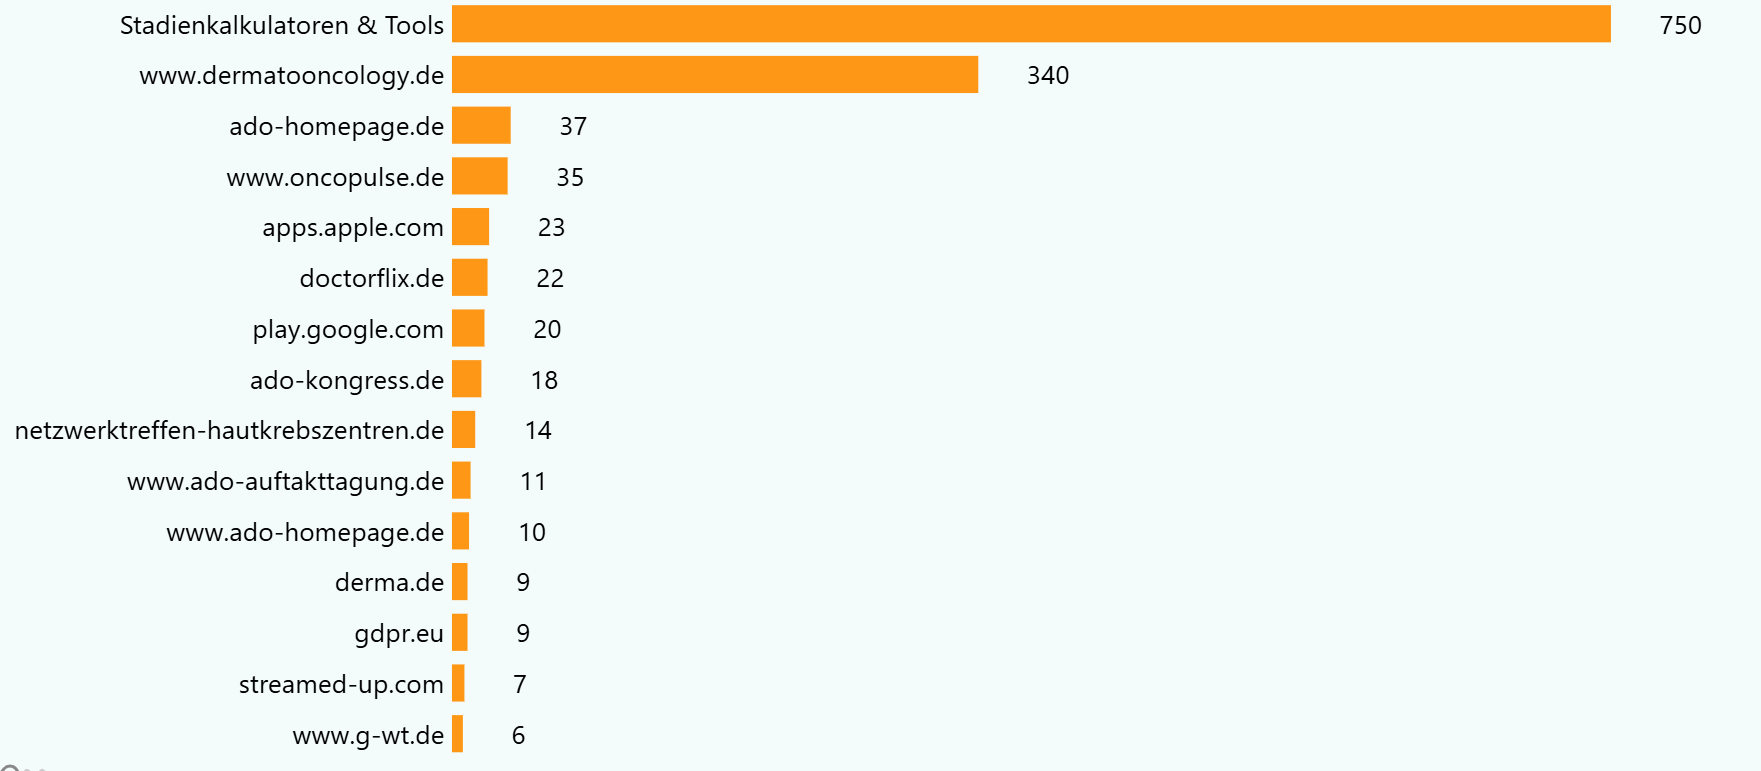 Stadienkalkulatoren & Tools 750
www.dermatooncology.de 340
ado-homepage.de 37
www.oncopulse.de 35
apps.apple.com 23
doctorflix.de 22
play.google.com 20
ado-kongress.de 18
netzwerktreffen-hautkrebszentren.de 14
www.ado-auftakttagung.de 11
www.ado-homepage.de 10
derma.de 9
gdpr.eu 9
streamed-up.com 7
www.g-wt.de 6